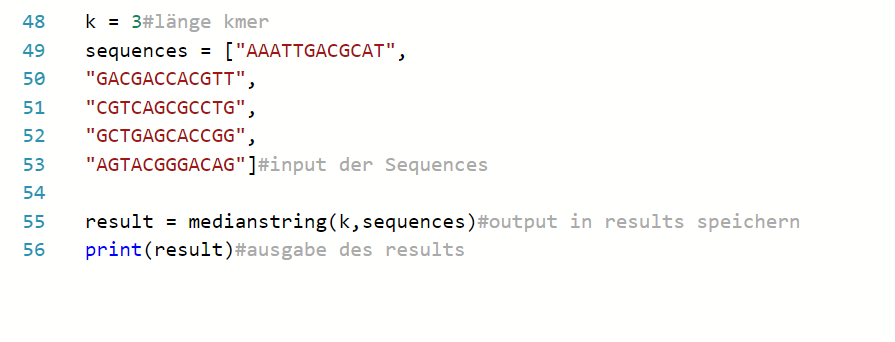 48 k = 3#länge kmer
49 sequences = ["AAATTGACGCAT",
50 "GACGACCACGTT",
51 "CGTCAGCGCCTG",
52 "GCTGAGCACCGG",
53 "AGTACGGGACAG"]#input der Sequences
54
55 result = medianstring(k,sequences)#output in results speichern
56 print(result)#ausgabe des results